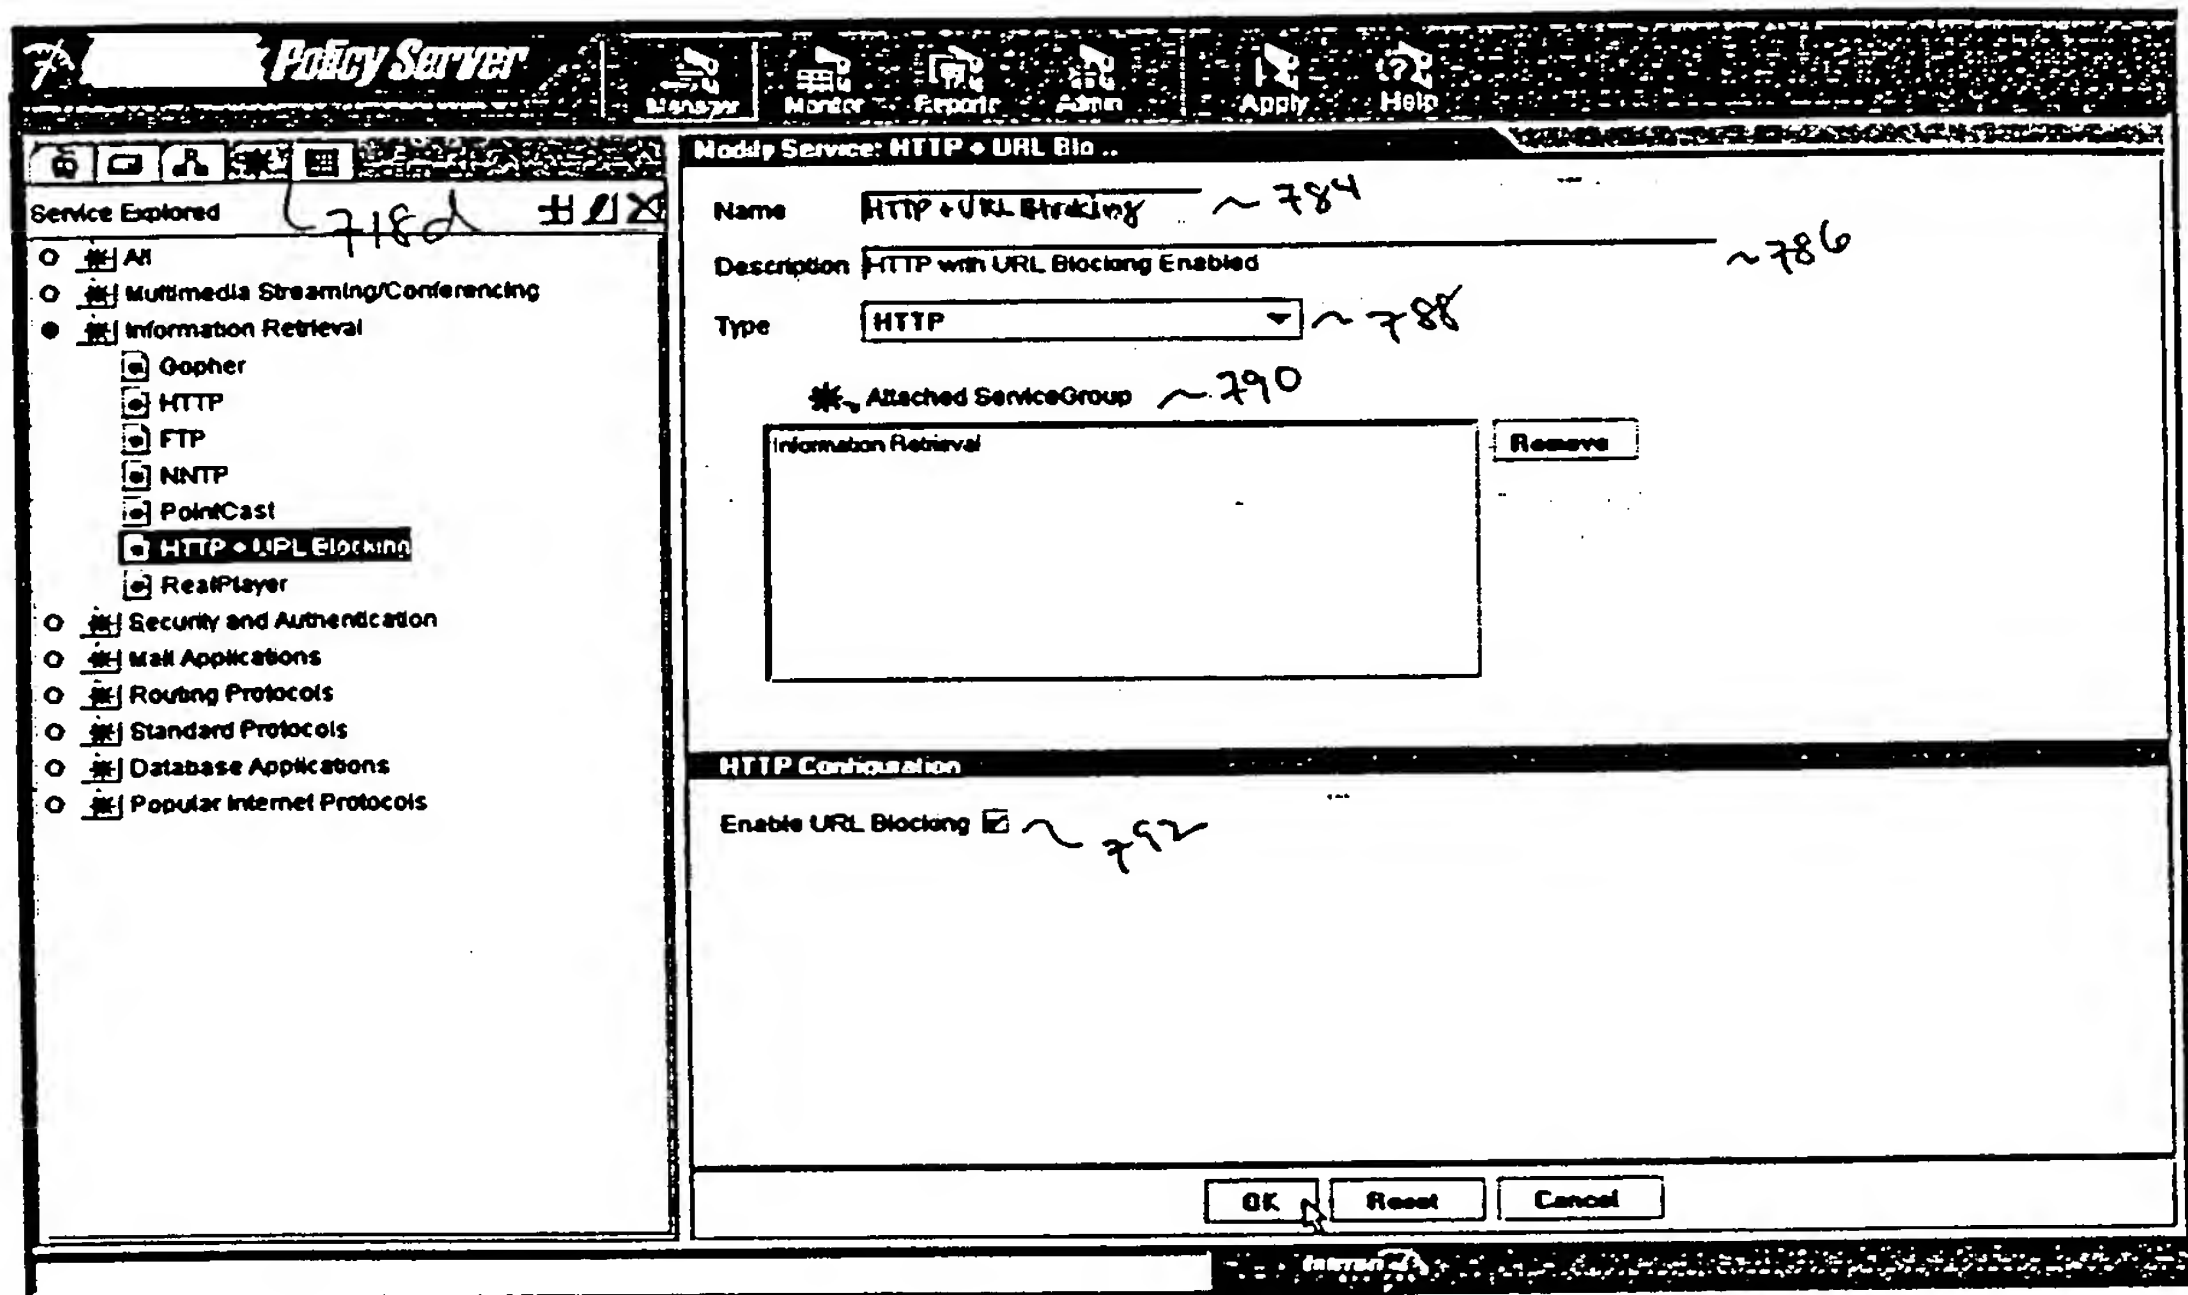 Policy Server
Manager Monitor Reports Admin Apply Help
Modify Service: HTTP + URL Blo ..
Service Explored
718d
Name HTTP + URL Blocking ~ 784
Description HTTP with URL Blocking Enabled ~ 786
Type HTTP ~ 788
Attached ServiceGroup ~ 790
Information Retrieval
Remove
All
Multimedia Streaming/Conferencing
Information Retrieval
Gopher
HTTP
FTP
NNTP
PointCast
HTTP + URL Blocking
RealPlayer
Security and Authentication
Mail Applications
Routing Protocols
Standard Protocols
Database Applications
Popular Internet Protocols
HTTP Configuration
Enable URL Blocking ~ 792
OK Reset Cancel